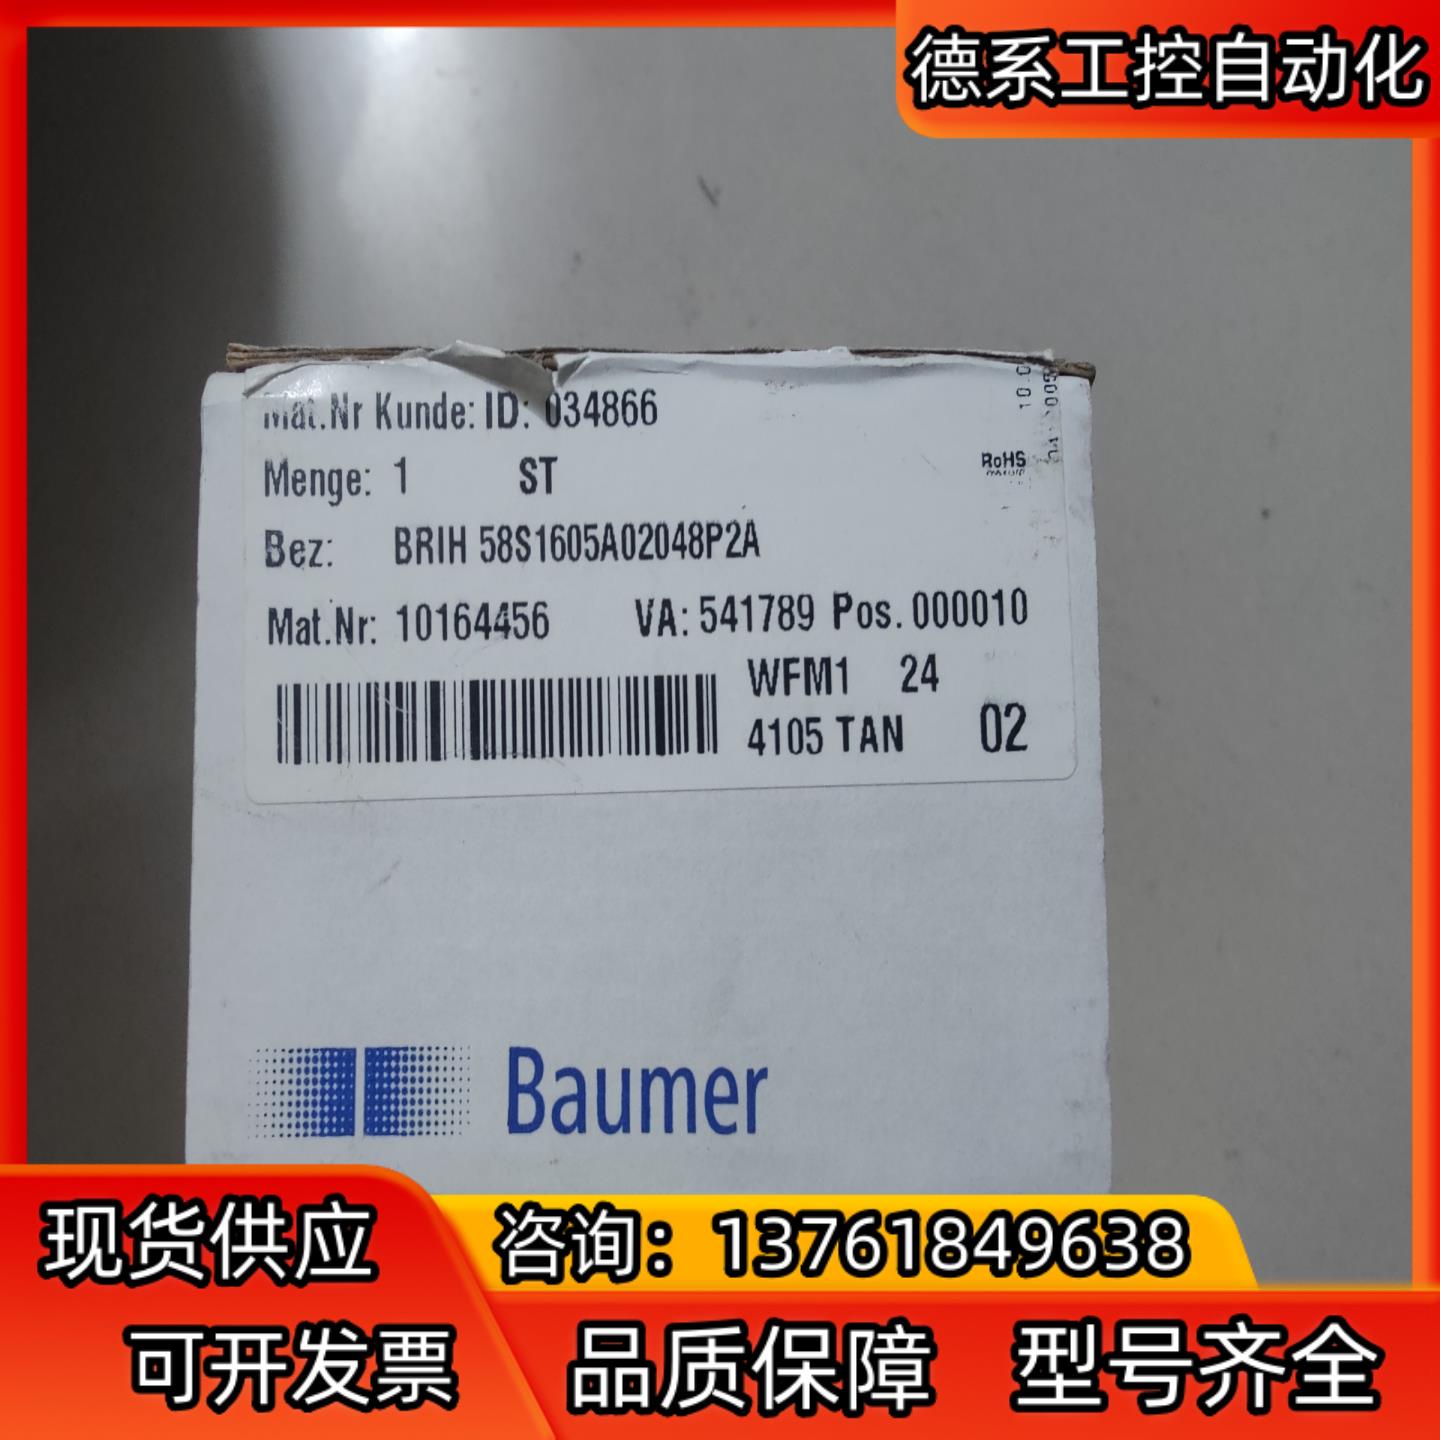 德系工控自动化
Mat.Nr Kunde: ID: 034866
Menge: 1 ST
RoHS
Bez: BRIH 58S1605A02048P2A
Mat.Nr: 10164456 VA: 541789 Pos. 000010
WFM1 24
4105 TAN 02
Baumer
现货供应
咨询：13761849638
可开发票 品质保障 型号齐全